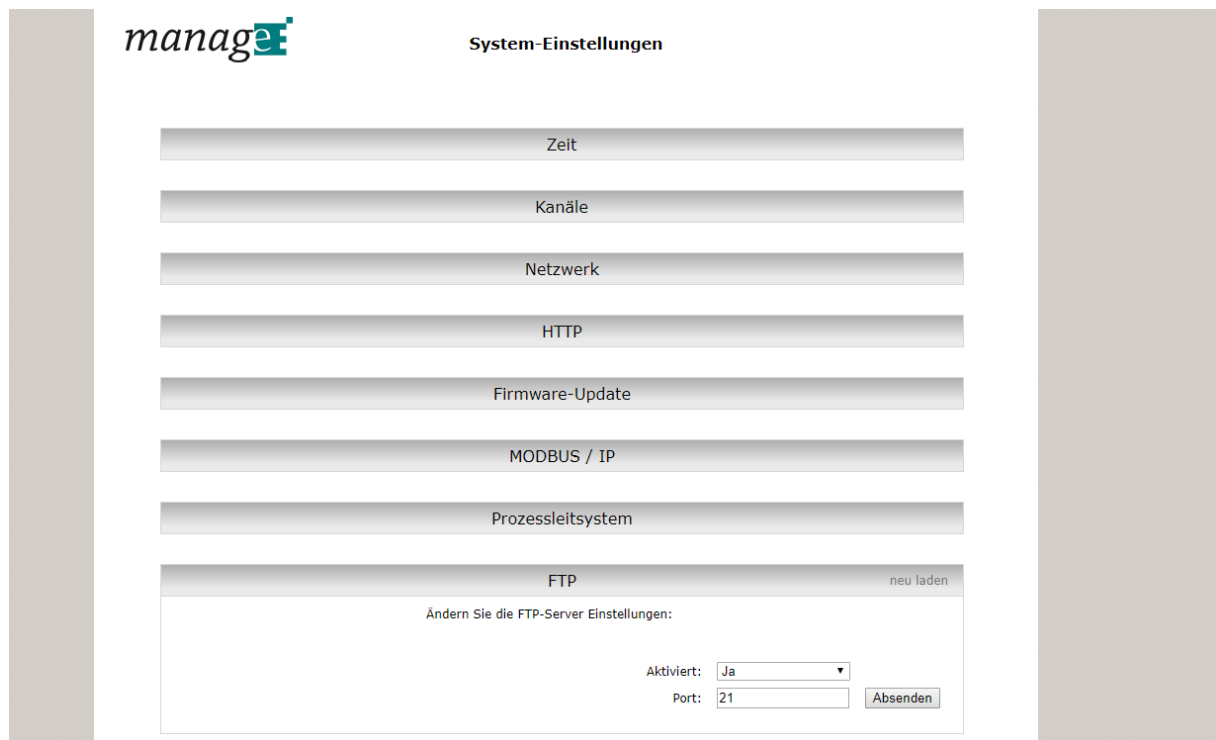 managE
System-Einstellungen
Zeit
Kanäle
Netzwerk
HTTP
Firmware-Update
MODBUS / IP
Prozessleitsystem
FTP neu laden
Ändern Sie die FTP-Server Einstellungen:
Aktiviert: Ja
Port: 21 Absenden